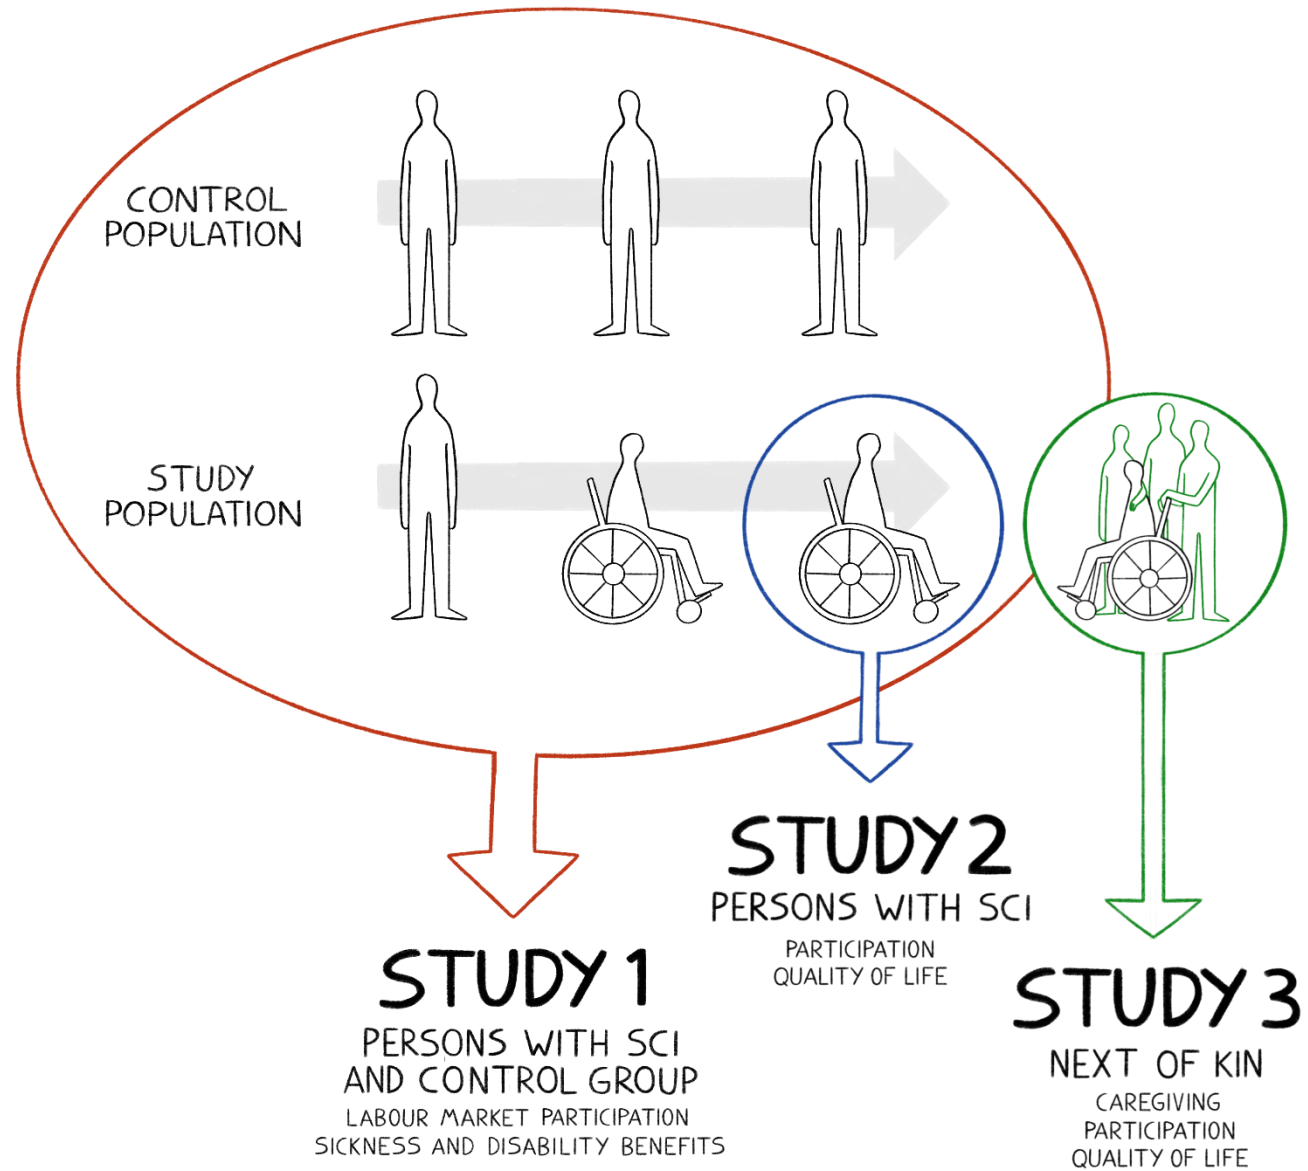 CONTROL
POPULATION
STUDY
POPULATION
STUDY 1
PERSONS WITH SCI
AND CONTROL GROUP
LABOUR MARKET PARTICIPATION
SICKNESS AND DISABILITY BENEFITS
STUDY 2
PERSONS WITH SCI
PARTICIPATION
QUALITY OF LIFE
STUDY 3
NEXT OF KIN
CAREGIVING
PARTICIPATION
QUALITY OF LIFE